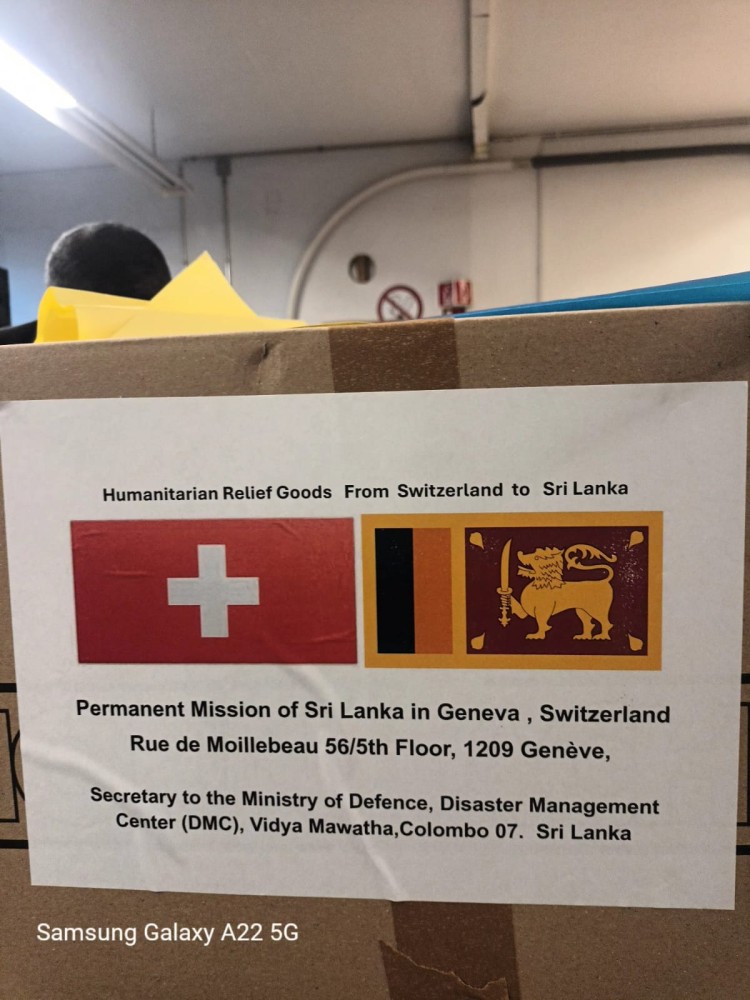 Humanitarian Relief Goods From Switzerland to Sri Lanka
Permanent Mission of Sri Lanka in Geneva , Switzerland
Rue de Moillebeau 56/5th Floor, 1209 Genève,
Secretary to the Ministry of Defence, Disaster Management
Center (DMC), Vidya Mawatha,Colombo 07. Sri Lanka
Samsung Galaxy A22 5G